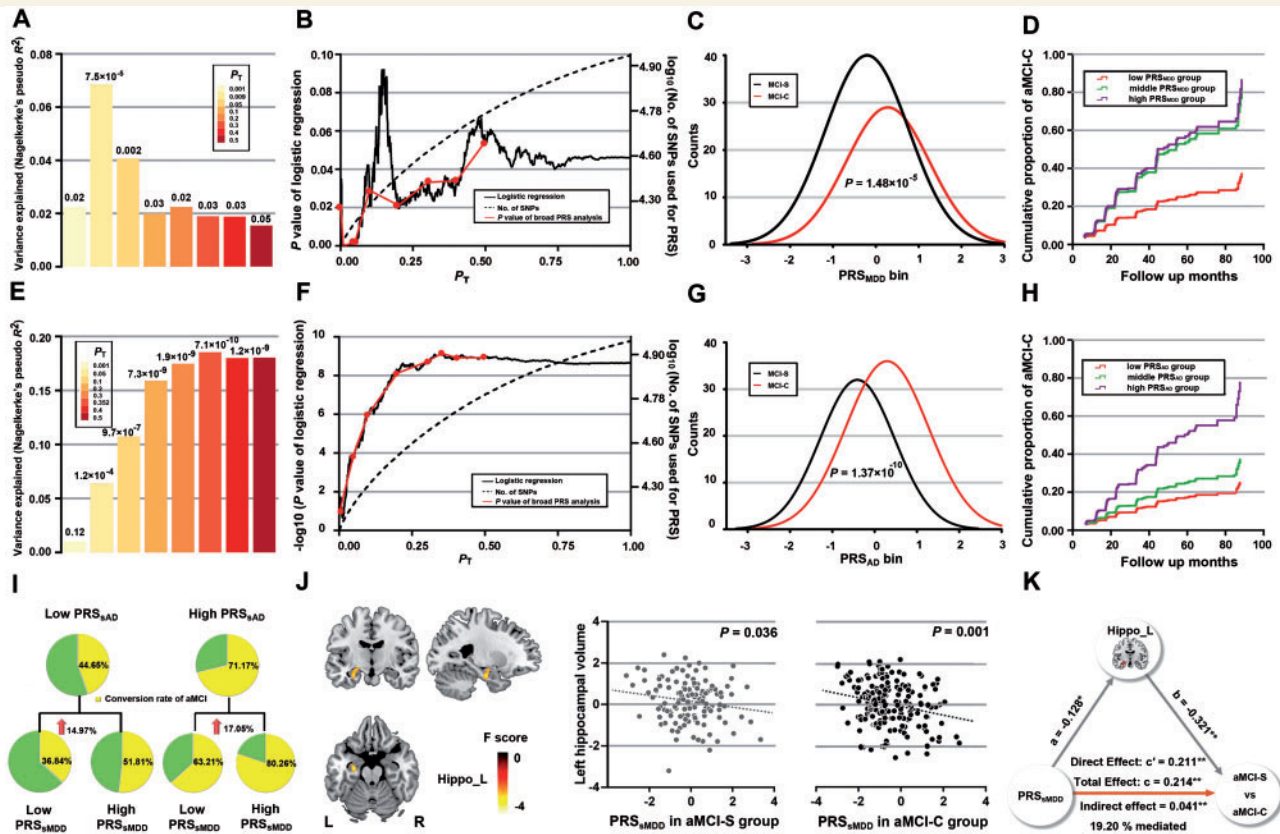 A
Variance explained (Nagelkerke's pseudo R²)
0.08
0.06
0.04
0.02
0.00
0.02
7.5×10⁻⁵
0.002
0.03
0.02
0.03
0.03
0.05
P_T
0.001
0.009
0.05
0.1
0.2
0.3
0.4
0.5
B
P value of logistic regression
0.10
0.08
0.06
0.04
0.02
0.00
0.00
0.25
0.50
0.75
1.00
P_T
4.90
4.78
4.60
4.30
log₁₀ (No. of SNPs used for PRS)
Logistic regression
No. of SNPs
P value of broad PRS analysis
C
Counts
40
30
20
10
0
MCI-S
MCI-C
P = 1.48×10⁻⁵
-3
-2
-1
0
1
2
3
PRS_MDD bin
D
Cumulative proportion of aMCI-C
1.00
0.80
0.60
0.40
0.20
0.00
low PRS_MDD group
middle PRS_MDD group
high PRS_MDD group
0
20
40
60
80
100
Follow up months
E
Variance explained (Nagelkerke's pseudo R²)
0.20
0.15
0.10
0.05
0.00
P_T
0.001
0.05
0.1
0.2
0.3
0.352
0.4
0.5
0.12
1.2×10⁻⁴
9.7×10⁻⁷
7.3×10⁻⁹
1.9×10⁻⁹
7.1×10⁻¹⁰
1.2×10⁻⁹
F
-log10 (P value of logistic regression)
10
8
6
4
2
0
0.00
0.25
0.50
0.75
1.00
P_T
4.90
4.78
4.60
4.30
log₁₀ (No. of SNPs used for PRS)
Logistic regression
No. of SNPs
P value of broad PRS analysis
G
Counts
40
30
20
10
0
MCI-S
MCI-C
P = 1.37×10⁻¹⁰
-3
-2
-1
0
1
2
3
PRS_AD bin
H
Cumulative proportion of aMCI-C
1.00
0.80
0.60
0.40
0.20
0.00
low PRS_AD group
middle PRS_AD group
high PRS_AD group
0
20
40
60
80
100
Follow up months
I
Low PRS_sAD
High PRS_sAD
44.65%
71.17%
Conversion rate of aMCI
14.97%
17.05%
36.84%
51.81%
63.21%
80.26%
Low PRS_sMDD
High PRS_sMDD
Low PRS_sMDD
High PRS_sMDD
J
F score
0
-4
Hippo_L
L
R
Left hippocampal volume
4
3
2
1
0
-1
-2
-3
-4
P = 0.036
-4
-2
0
2
4
PRS_sMDD in aMCI-S group
P = 0.001
-4
-2
0
2
4
PRS_sMDD in aMCI-C group
K
Hippo_L
a = -0.128*
b = -0.321**
Direct Effect: c' = 0.211**
Total Effect: c = 0.214**
Indirect effect = 0.041**
19.20 % mediated
PRS_sMDD
aMCI-S
vs
aMCI-C